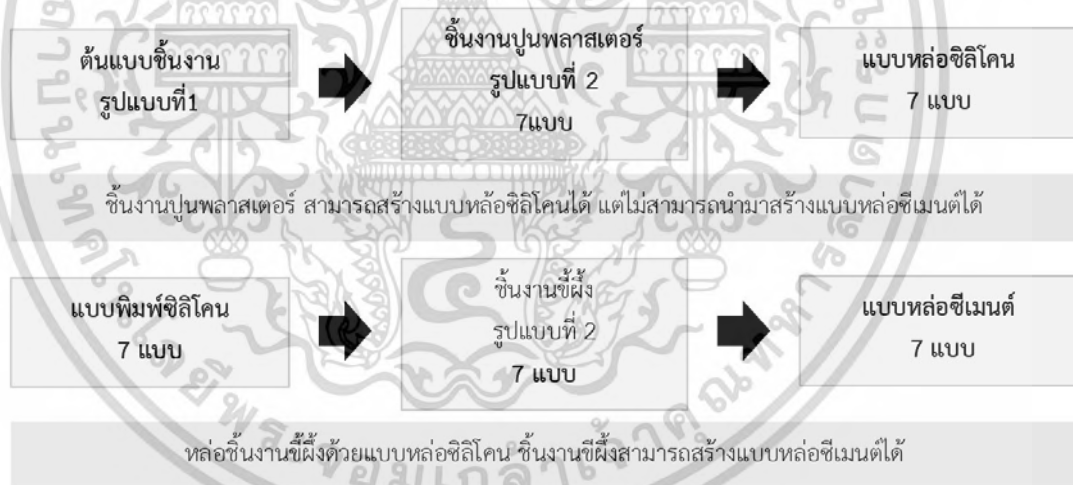 ต้นแบบชิ้นงาน
รูปแบบที่1
ชิ้นงานปูนพลาสเตอร์
รูปแบบที่ 2
7แบบ
แบบหล่อซิลิโคน
7 แบบ
ชิ้นงานปูนพลาสเตอร์ สามารถสร้างแบบหล้อซิลิโคนได้ แต่ไม่สามารถนำมาสร้างแบบหล่อซีเมนต์ได้
แบบพิมพ์ซิลิโคน
7 แบบ
ชิ้นงานขี้ผึ้ง
รูปแบบที่ 2
7 แบบ
แบบหล่อซีเมนต์
7 แบบ
หล่อชิ้นงานขี้ผึ้งด้วยแบบหล่อซิลิโคน ชิ้นงานขี้ผึ้งสามารถสร้างแบบหล่อซีเมนต์ได้